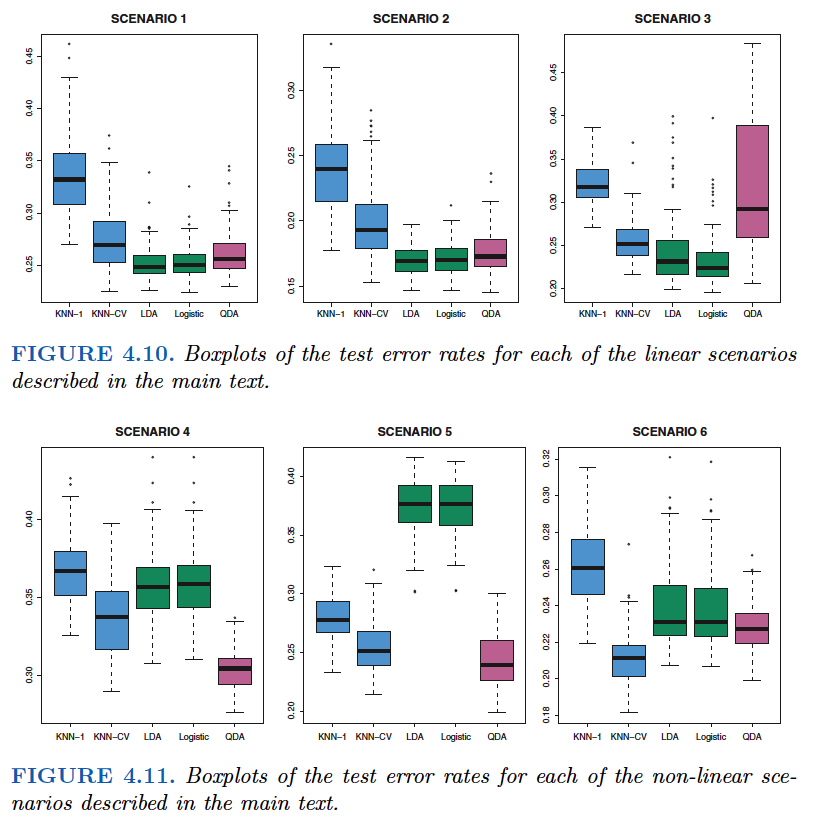 SCENARIO 1
0.45
0.40
0.35
0.30
0.25
KNN−1 KNN−CV LDA Logistic QDA
SCENARIO 2
0.30
0.25
0.20
0.15
KNN−1 KNN−CV LDA Logistic QDA
SCENARIO 3
0.45
0.40
0.35
0.30
0.25
0.20
KNN−1 KNN−CV LDA Logistic QDA
FIGURE 4.10. Boxplots of the test error rates for each of the linear scenarios
described in the main text.
SCENARIO 4
0.40
0.35
0.30
KNN−1 KNN−CV LDA Logistic QDA
SCENARIO 5
0.40
0.35
0.30
0.25
0.20
KNN−1 KNN−CV LDA Logistic QDA
SCENARIO 6
0.32
0.30
0.28
0.26
0.24
0.22
0.20
0.18
KNN−1 KNN−CV LDA Logistic QDA
FIGURE 4.11. Boxplots of the test error rates for each of the non-linear sce-
narios described in the main text.